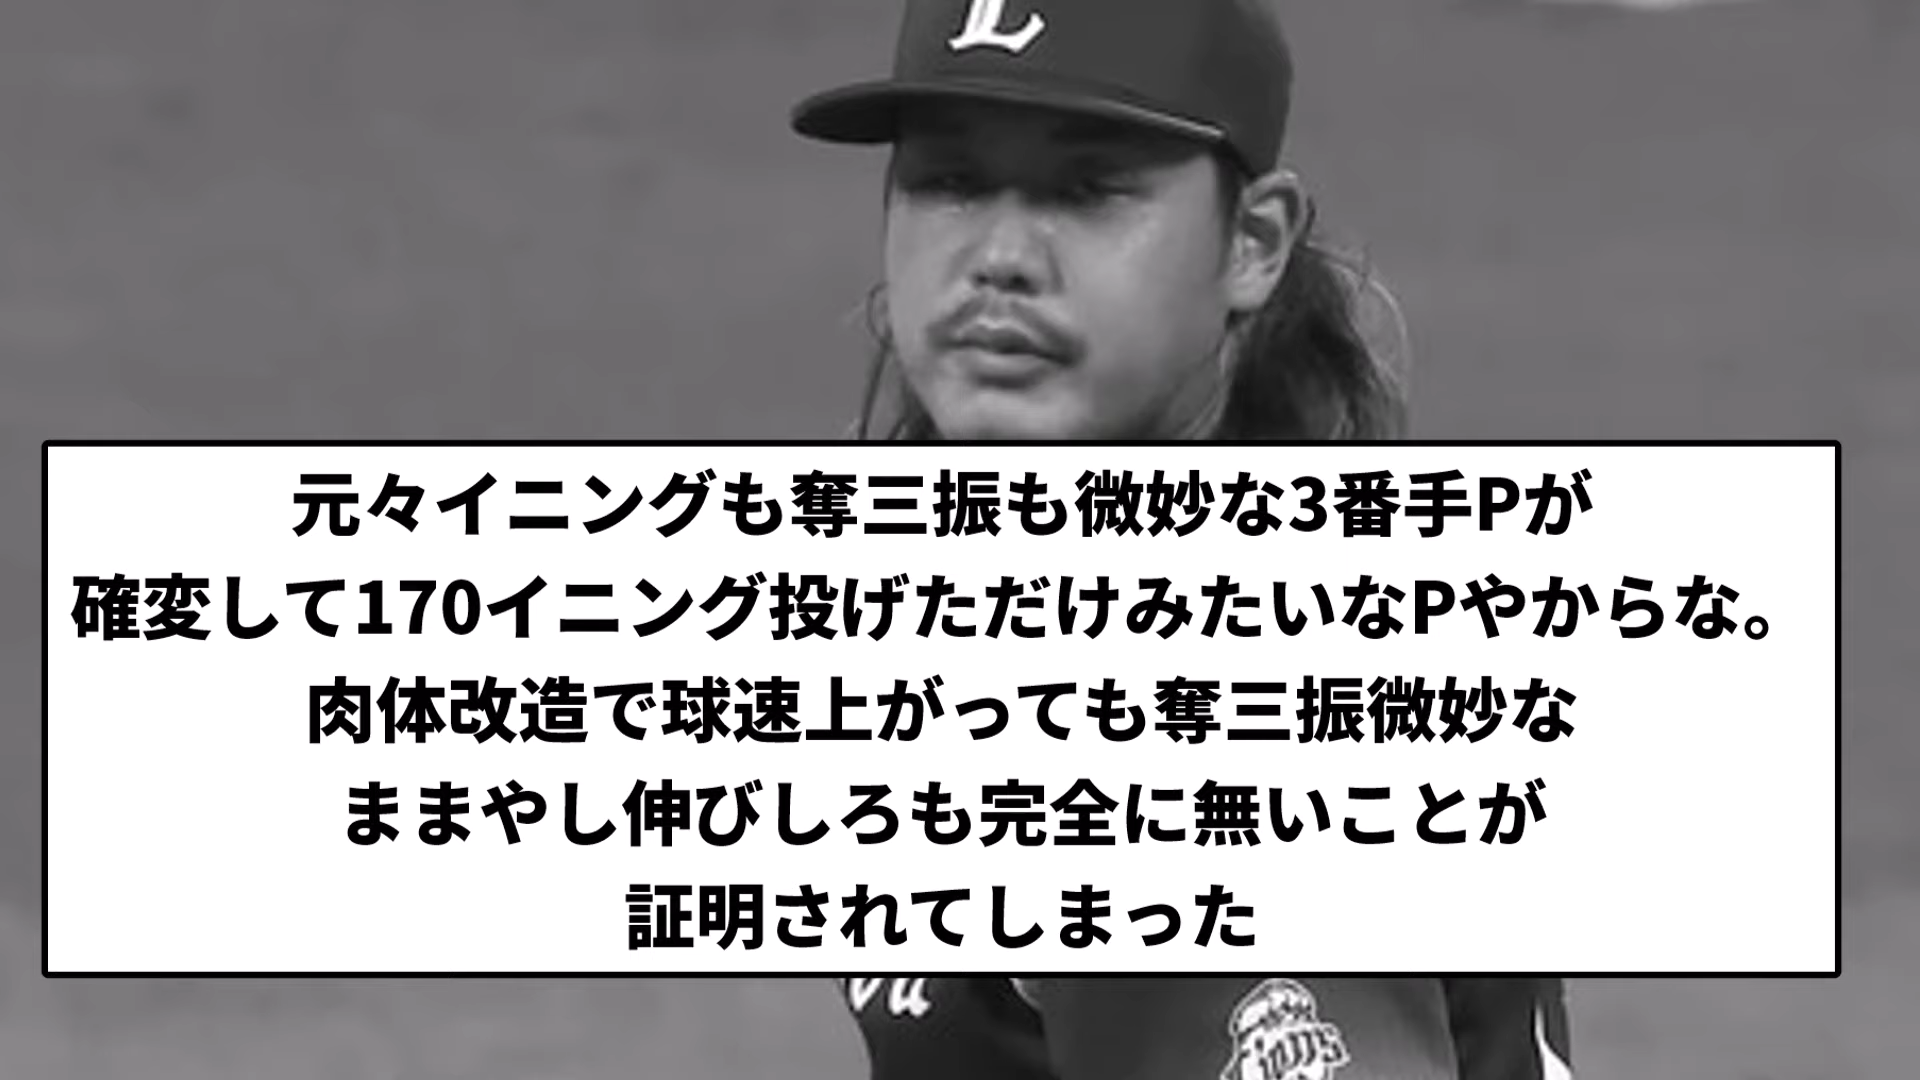 L
元々イニングも奪三振も微妙な3番手Pが
確変して170イニング投げただけみたいなPやからな。
肉体改造で球速上がっても奪三振微妙な
ままやし伸びしろも完全に無いことが
証明されてしまった
Lions